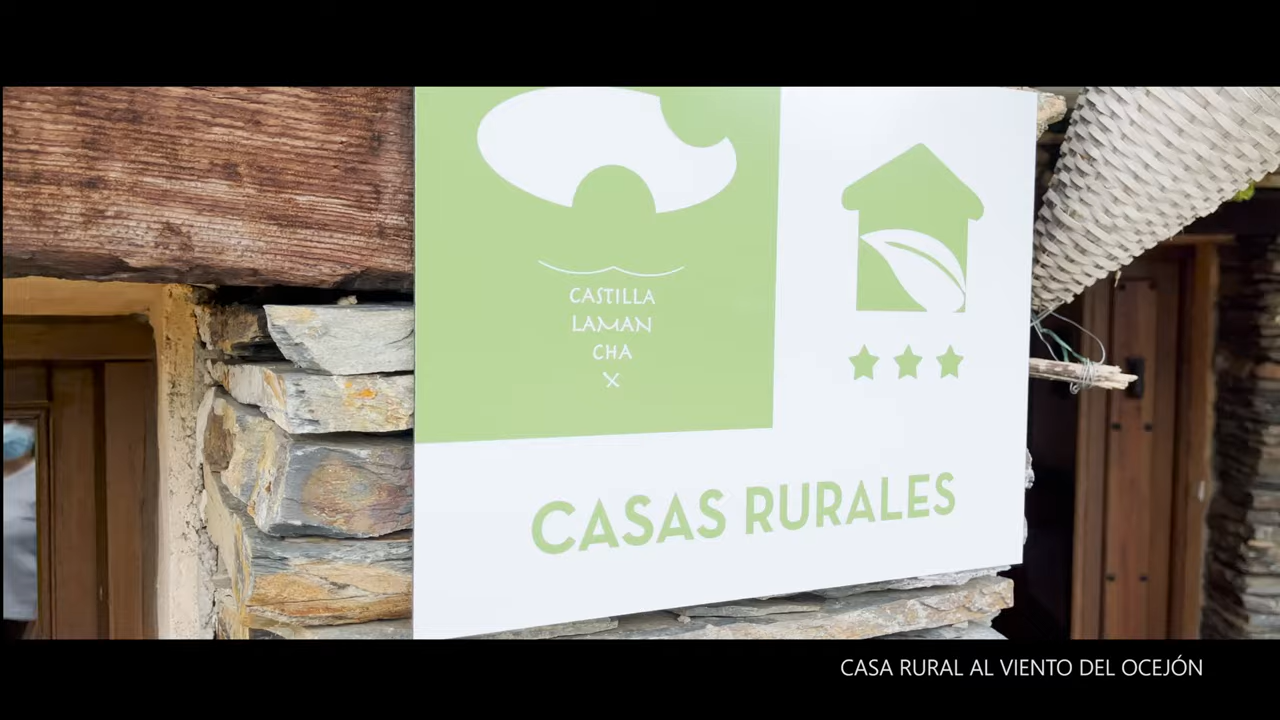 CASTILLA
LAMAN
CHA
X
CASAS RURALES
CASA RURAL AL VIENTO DEL OCEJÓN